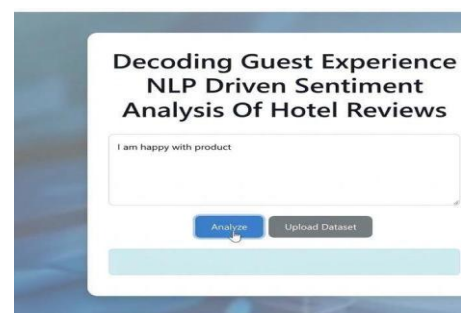 Decoding Guest Experience
NLP Driven Sentiment
Analysis Of Hotel Reviews
I am happy with product
Analyze
Upload Dataset